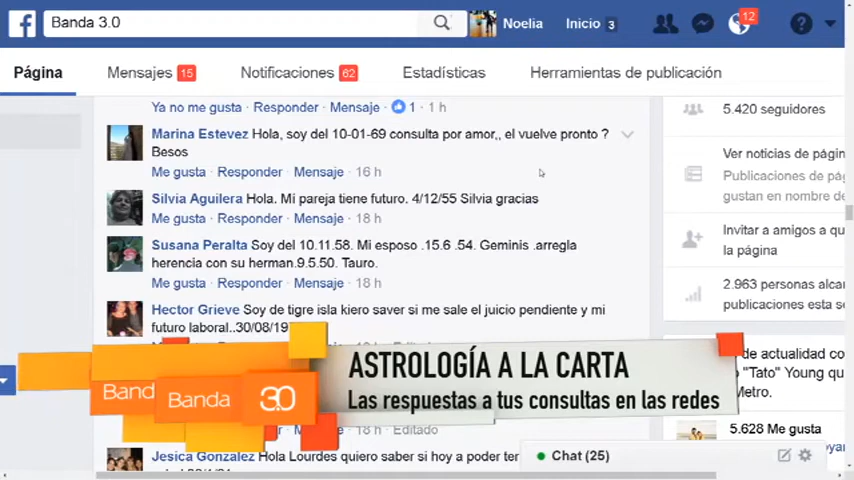 Banda 3.0
Noelia
Inicio 3
12
Página
Mensajes 15
Notificaciones 62
Estadísticas
Herramientas de publicación
Ya no me gusta · Responder · Mensaje · 1 · 1 h
Marina Estevez Hola, soy del 10-01-69 consulta por amor,, el vuelve pronto ?
Besos
Me gusta · Responder · Mensaje · 16 h
Silvia Aguilera Hola. Mi pareja tiene futuro. 4/12/55 Silvia gracias
Me gusta · Responder · Mensaje · 18 h
Susana Peralta Soy del 10.11.58. Mi esposo .15.6 .54. Geminis .arregla
herencia con su herman.9.5.50. Tauro.
Me gusta · Responder · Mensaje · 18 h
Hector Grieve Soy de tigre isla kiero saver si me sale el juicio pendiente y mi
futuro laboral..30/08/197
5.420 seguidores
Ver noticias de págin
Publicaciones de pág
gustan en nombre de
Invitar a amigos a qu
la página
2.963 personas alcan
publicaciones esta se
ASTROLOGÍA A LA CARTA
Las respuestas a tus consultas en las redes
Band
Banda 3.0
de actualidad co
"Tato" Young qu
Metro.
18 h · Editado
5.628 Me gusta
Jesica Gonzalez Hola Lourdes quiero saber si hoy a poder ter
Chat (25)